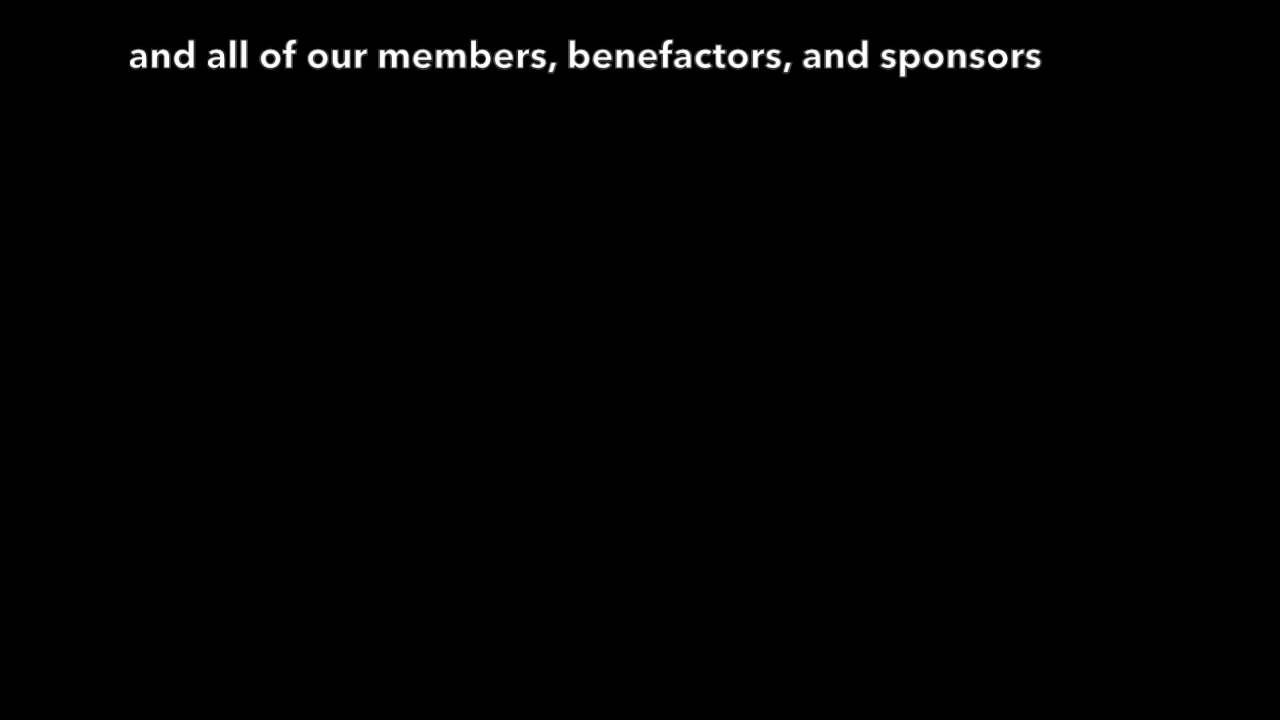 and all of our members, benefactors, and sponsors